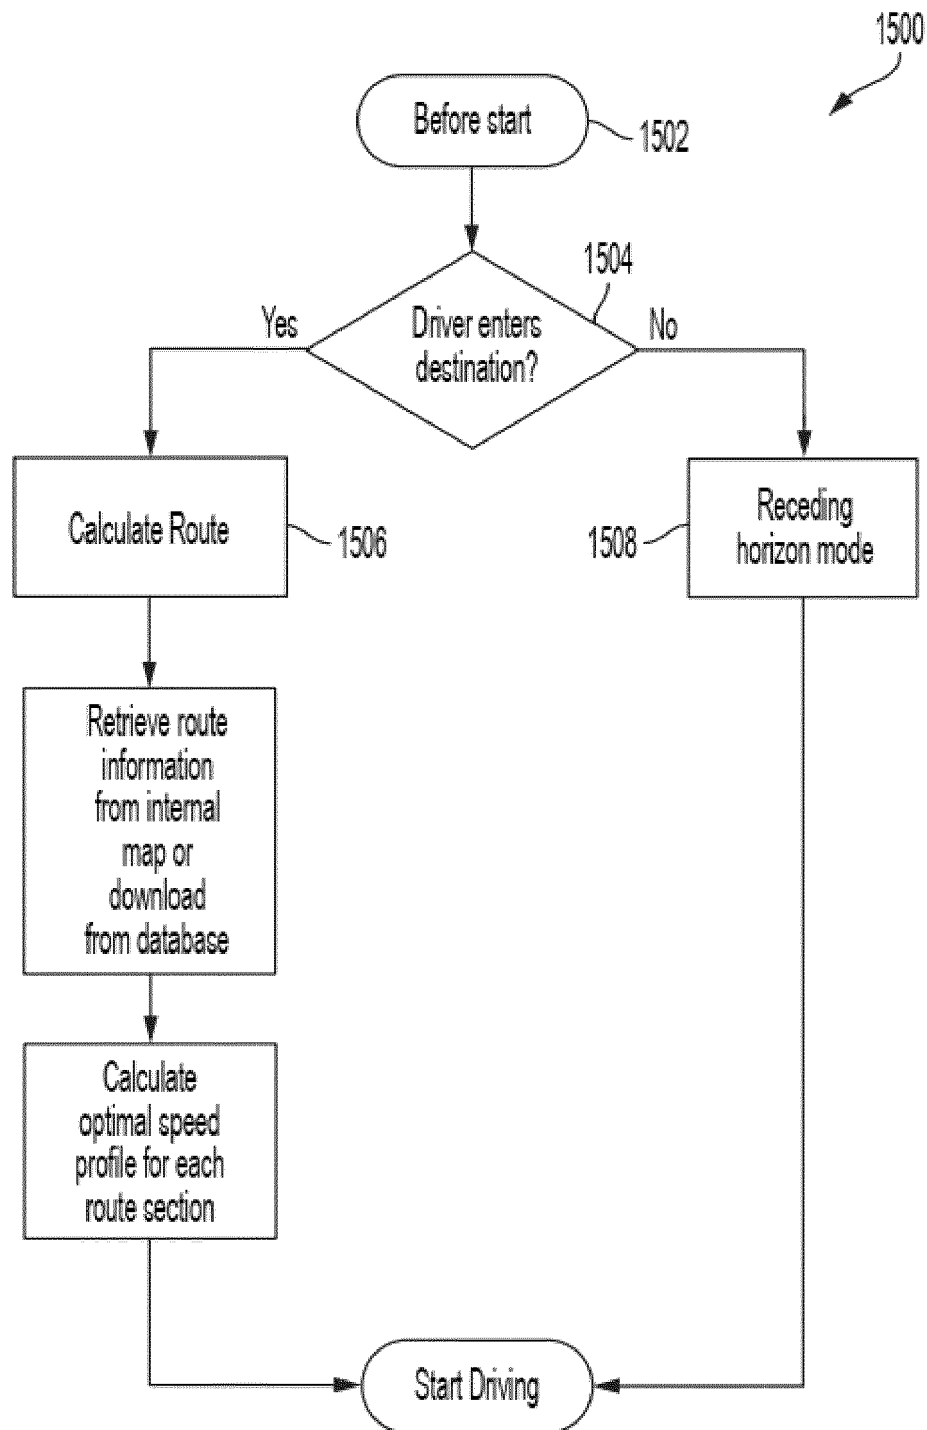 1500
Before start
1502
1504
Yes
Driver enters
destination?
No
Calculate Route
1506
1508
Receding
horizon mode
Retrieve route
information
from internal
map or
download
from database
Calculate
optimal speed
profile for each
route section
Start Driving